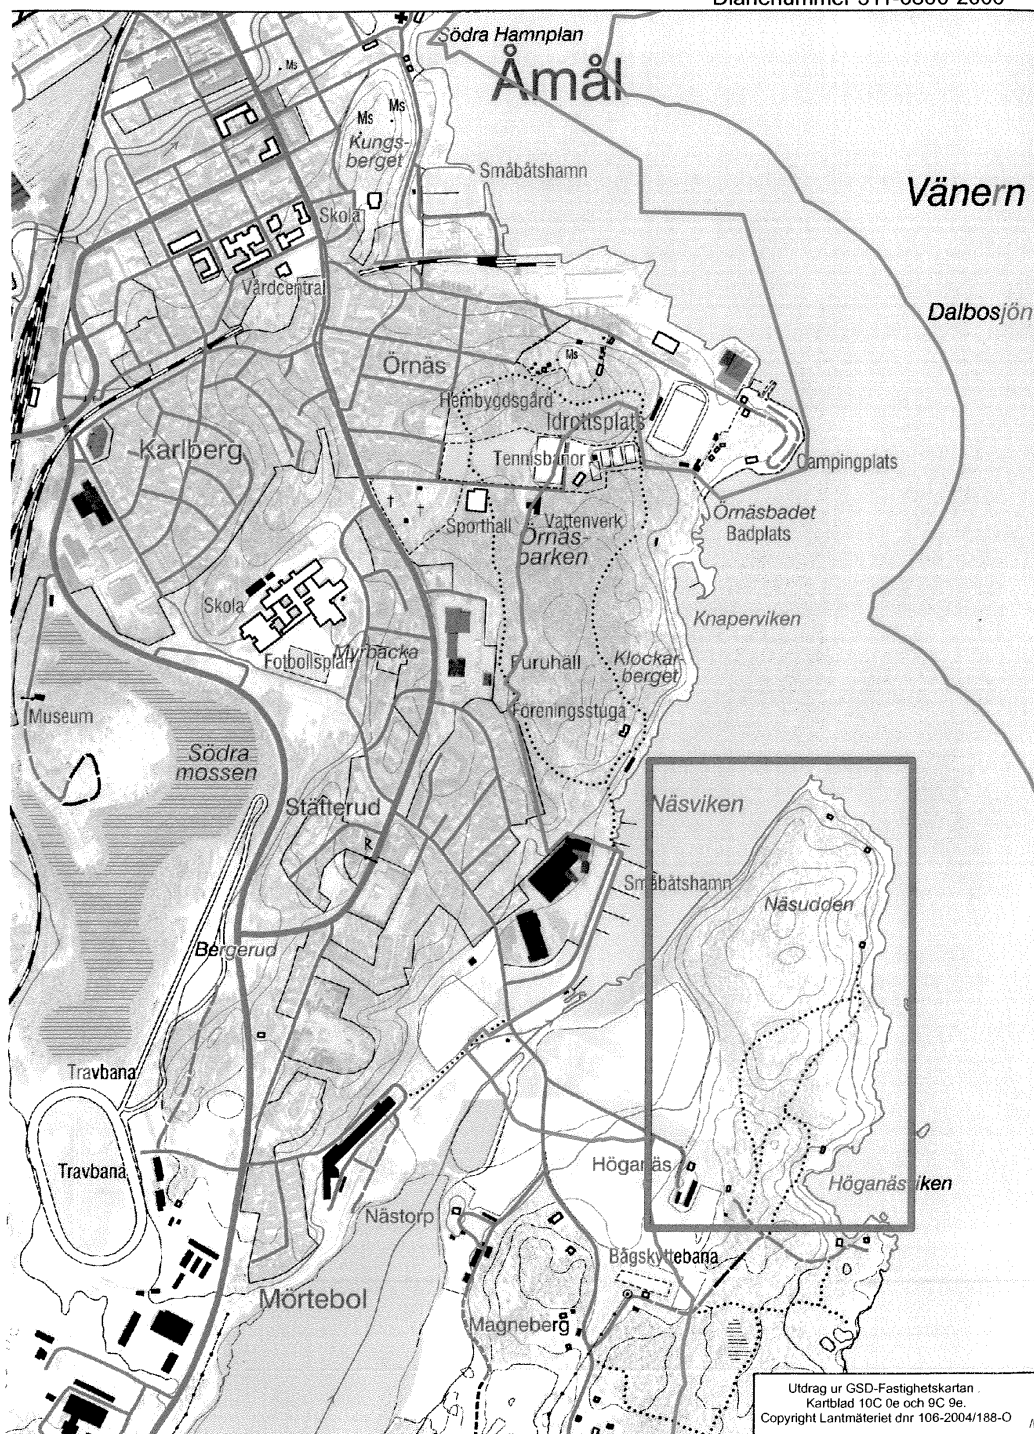 Södra Hamnplan
Åmål
Ms
Ms
Ms
Kungs-
berget
Småbåtshamn
Vänern
Skola
Vårdcentral
Dalbosjön
Örnäs
Ms
Hembygdsgård
Idrottsplats
Karlberg
Tennisbanor
Campingplats
Sporthall
Vattenverk
Örnäsbadet
Badplats
Örnäs-
parken
Skola
Knaperviken
Fotbollsplan
Myrbacka
Furuhäll
Klockar-
berget
Museum
Föreningsstuga
Södra
mossen
Stätterud
Näsviken
R
Småbåtshamn
Näsudden
Bergerud
Travbana
Travbana
Höganäs
Höganäsviken
Nästorp
Bågskyttebana
Mörtebol
Magneberg
Utdrag ur GSD-Fastighetskartan .
Kartblad 10C 0e och 9C 9e.
Copyright Lantmäteriet dnr 106-2004/188-O